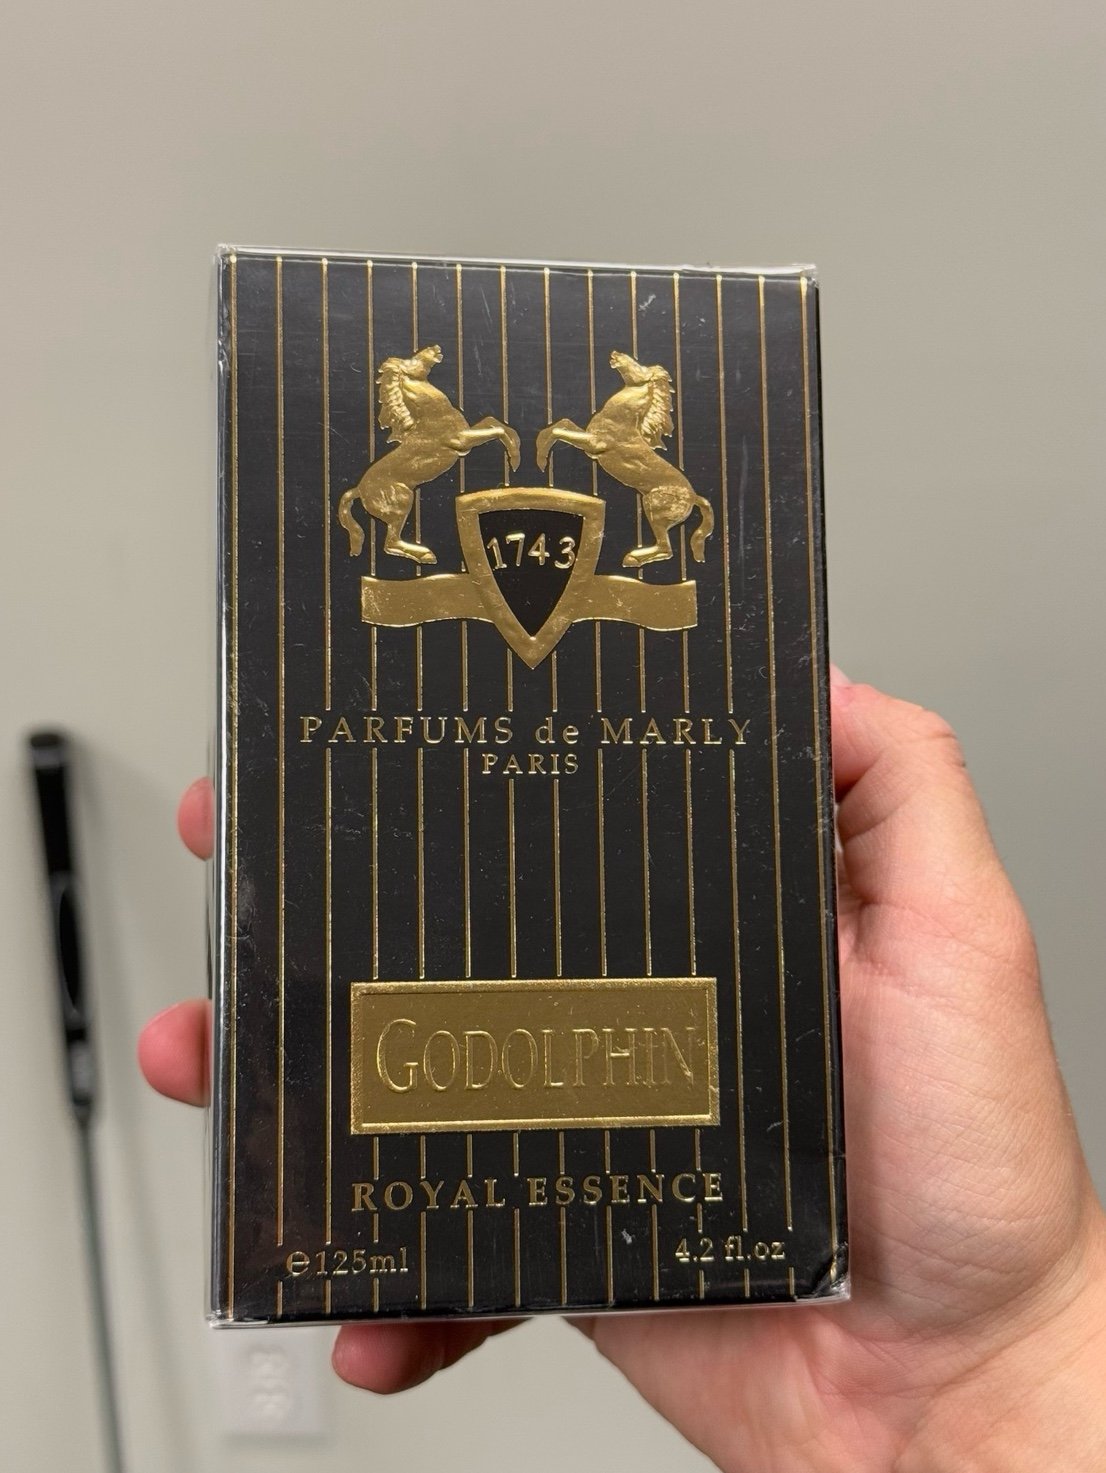 1743
PARFUMS de MARLY
PARIS
GODOLPHIN
ROYAL ESSENCE
℮125ml 4.2 fl.oz